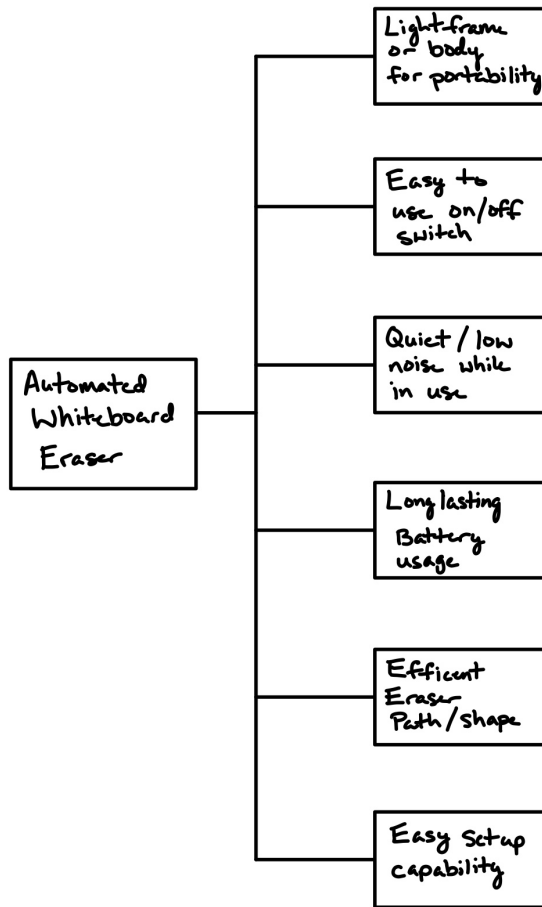 Light frame
or body
for portability
Easy to
use on/off
switch
Quiet / low
noise while
in use
Automated
Whiteboard
Eraser
Long lasting
Battery
usage
Efficent
Eraser
Path/shape
Easy setup
capability